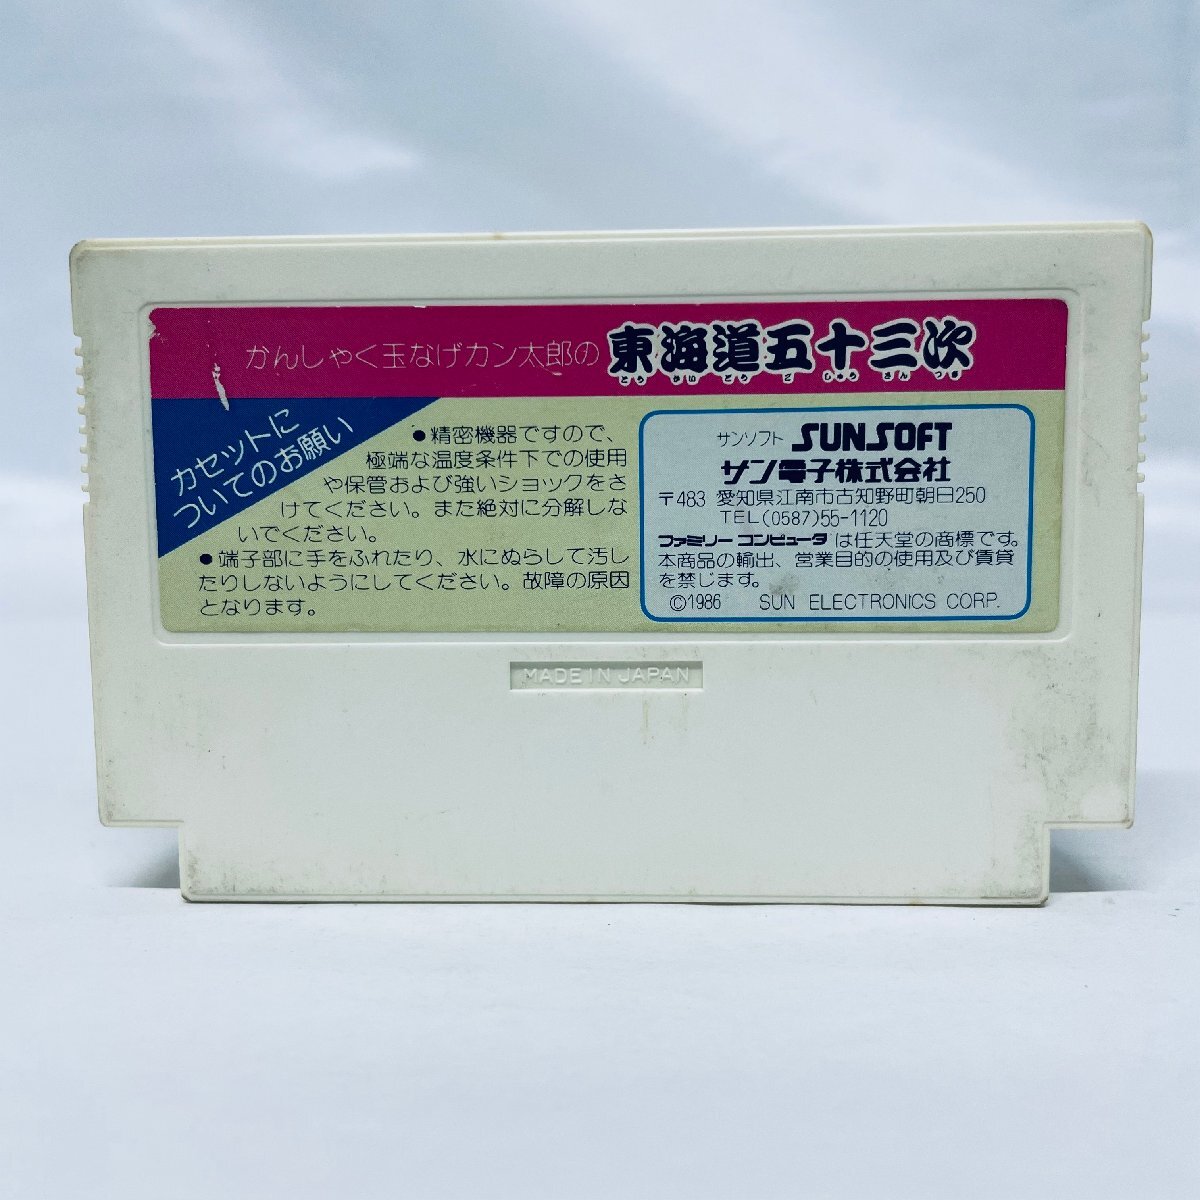 かんしゃく玉なげカン太郎の 東海道五十三次
とうかいどうごじゅうさんつぎ
カセットに
ついてのお願い
●精密機器ですので、
極端な温度条件下での使用
や保管および強いショックをさ
けてください。また絶対に分解しな
いでください。
●端子部に手をふれたり、水にぬらして汚し
たりしないようにしてください。故障の原因
となります。
サンソフト SUNSOFT
サン電子株式会社
〒483 愛知県江南市古知野町朝日250
TEL(0587)55-1120
ファミリーコンピュータは任天堂の商標です。
本商品の輸出、営業目的の使用及び賃貸
を禁じます。
©1986 SUN ELECTRONICS CORP.
MADE IN JAPAN